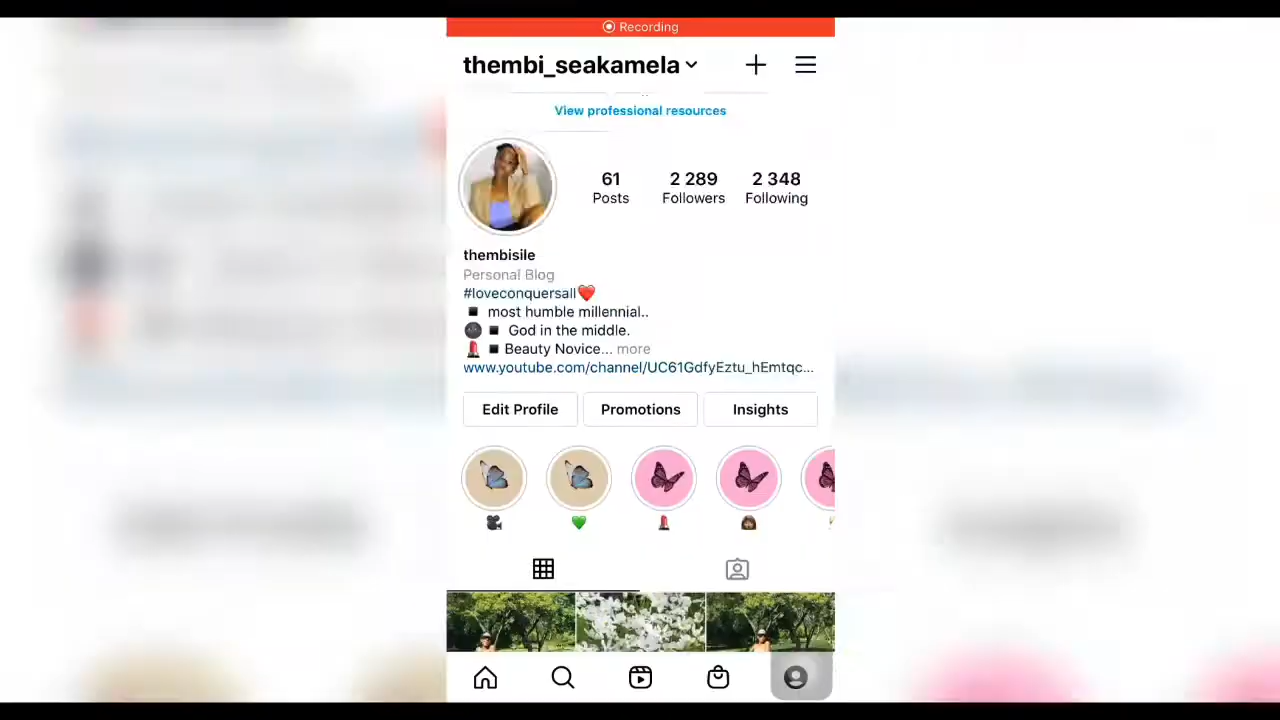 Recording
thembi_seakamela
View professional resources
61
Posts
2 289
Followers
2 348
Following
thembisile
Personal Blog
#loveconquersall❤️
◾ most humble millennial..
🌚◾ God in the middle.
💄◾Beauty Novice... more
www.youtube.com/channel/UC61GdfyEztu_hEmtqc...
Edit Profile
Promotions
Insights